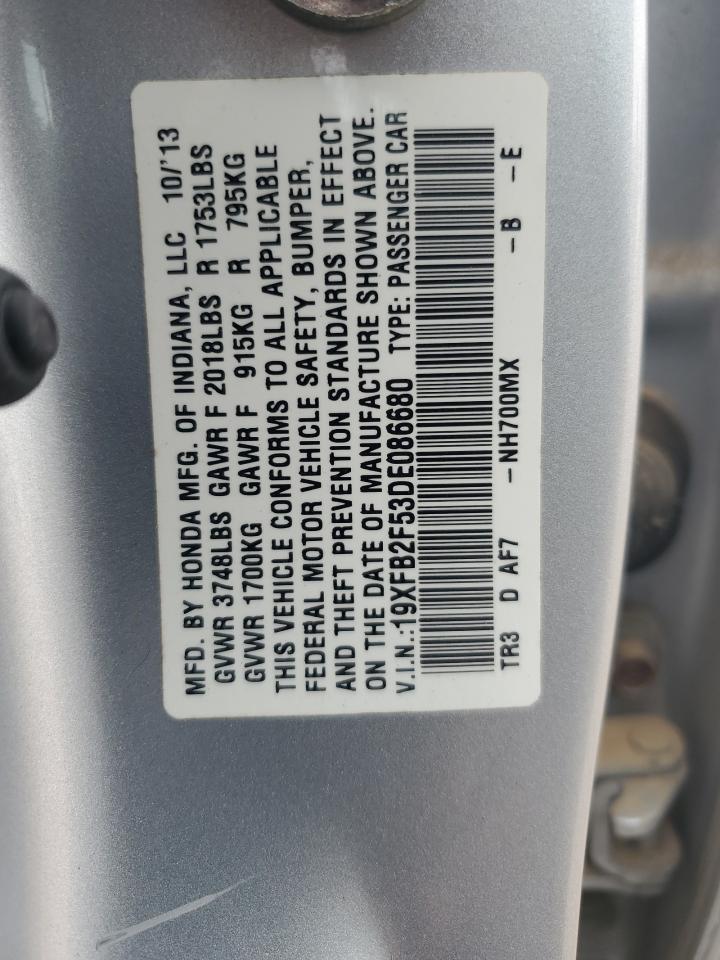 MFD. BY HONDA MFG. OF INDIANA, LLC 10/'13
GVWR 3748LBS GAWR F 2018LBS R 1753LBS
GVWR 1700KG GAWR F 915KG R 795KG
THIS VEHICLE CONFORMS TO ALL APPLICABLE
FEDERAL MOTOR VEHICLE SAFETY, BUMPER,
AND THEFT PREVENTION STANDARDS IN EFFECT
ON THE DATE OF MANUFACTURE SHOWN ABOVE.
V.I.N.:19XFB2F53DE086680 TYPE: PASSENGER CAR
TR3 D AF7 -NH700MX -B -E